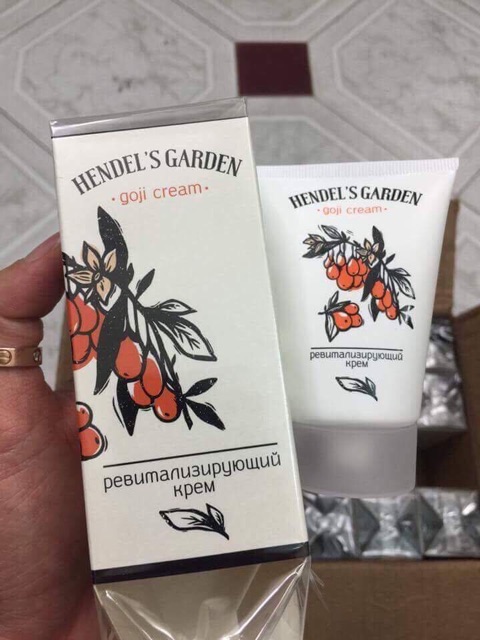 HENDEL'S GARDEN
· goji cream ·
ревитализирующий
крем
HENDEL'S GARDEN
· goji cream ·
ревитализирующий
крем